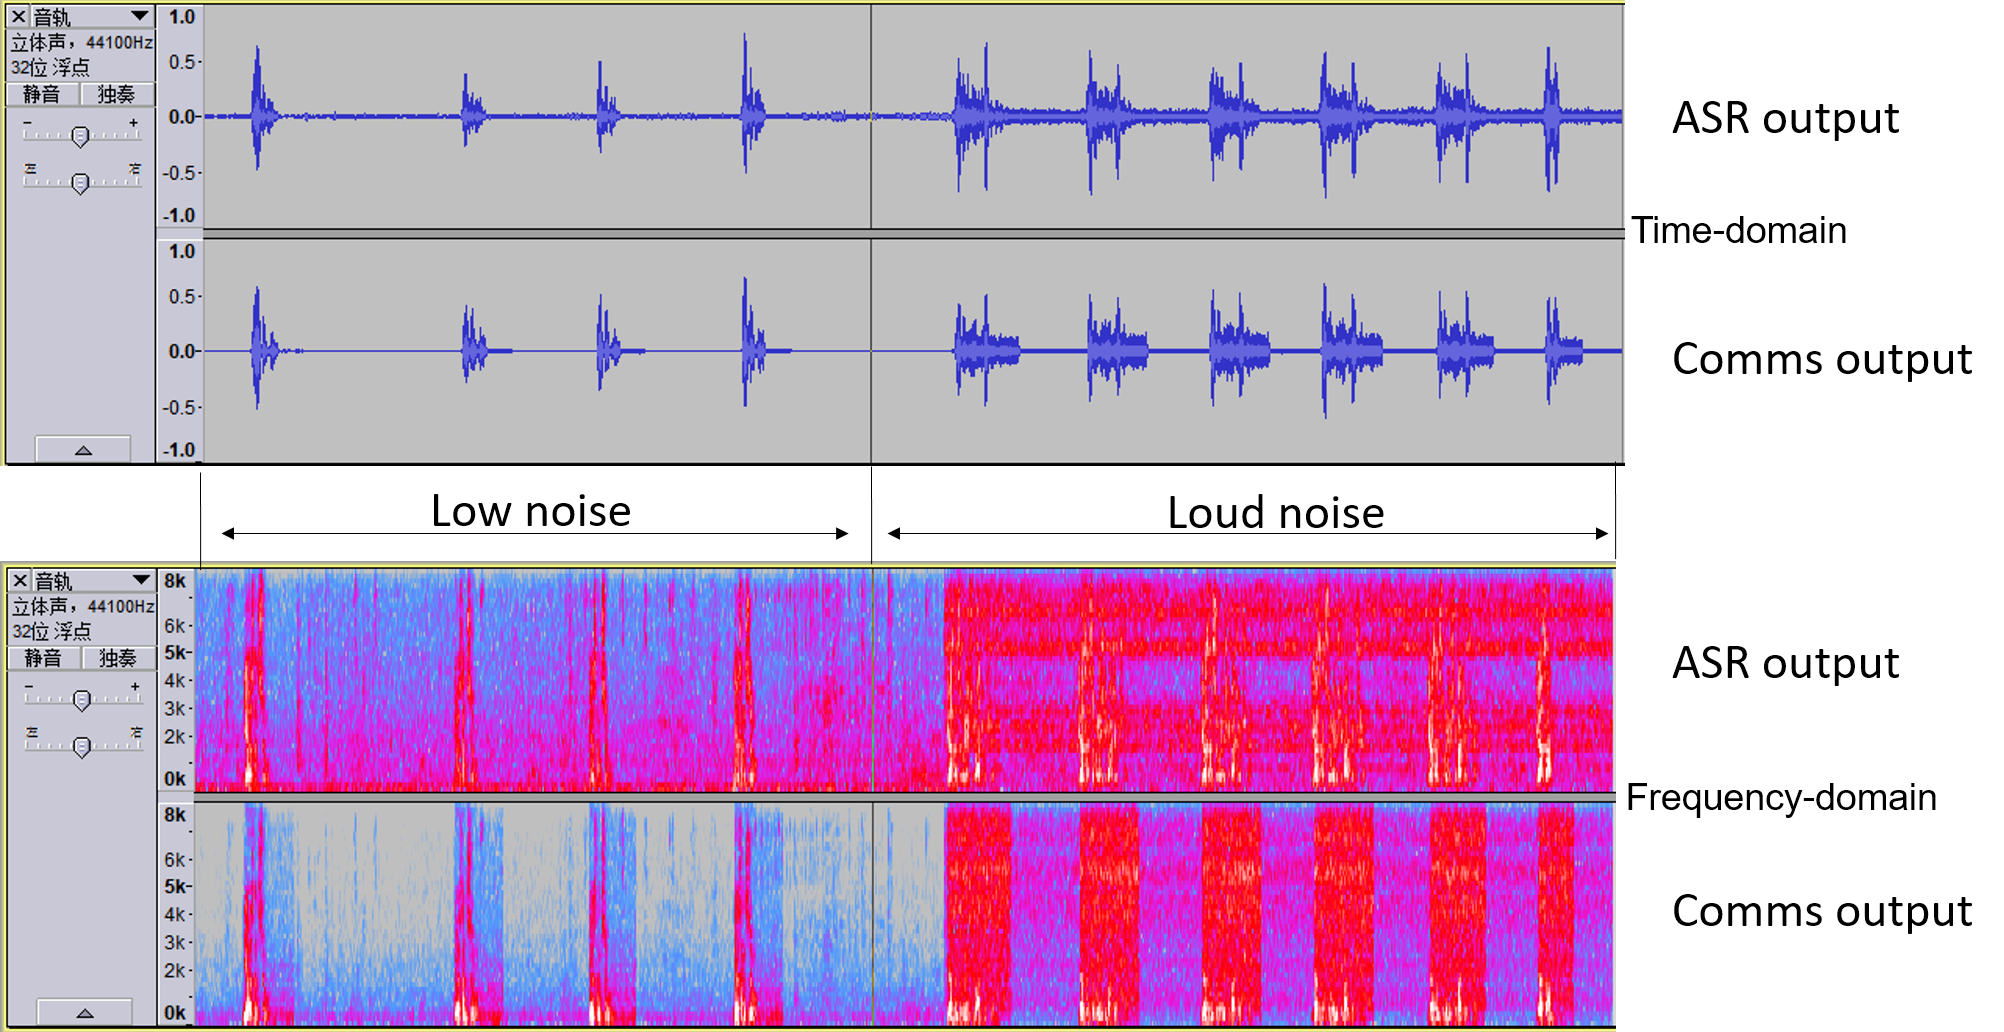 音轨
立体声，44100Hz
32位 浮点
静音 独奏
- +
左 右
1.0
0.5
0.0
-0.5
-1.0
1.0
0.5
0.0
-0.5
-1.0
ASR output
Time-domain
Comms output
Low noise
Loud noise
音轨
立体声，44100Hz
32位 浮点
静音 独奏
- +
左 右
8k
6k
5k
4k
3k
2k
0k
8k
6k
5k
4k
3k
2k
0k
ASR output
Frequency-domain
Comms output